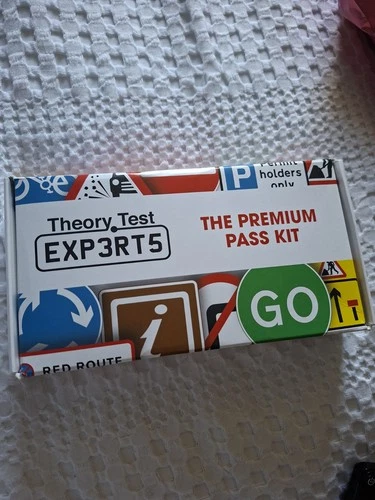 P
Permit
holders
only
Theory Test
EXP3RT5
THE PREMIUM
PASS KIT
GO
i
RED ROUTE